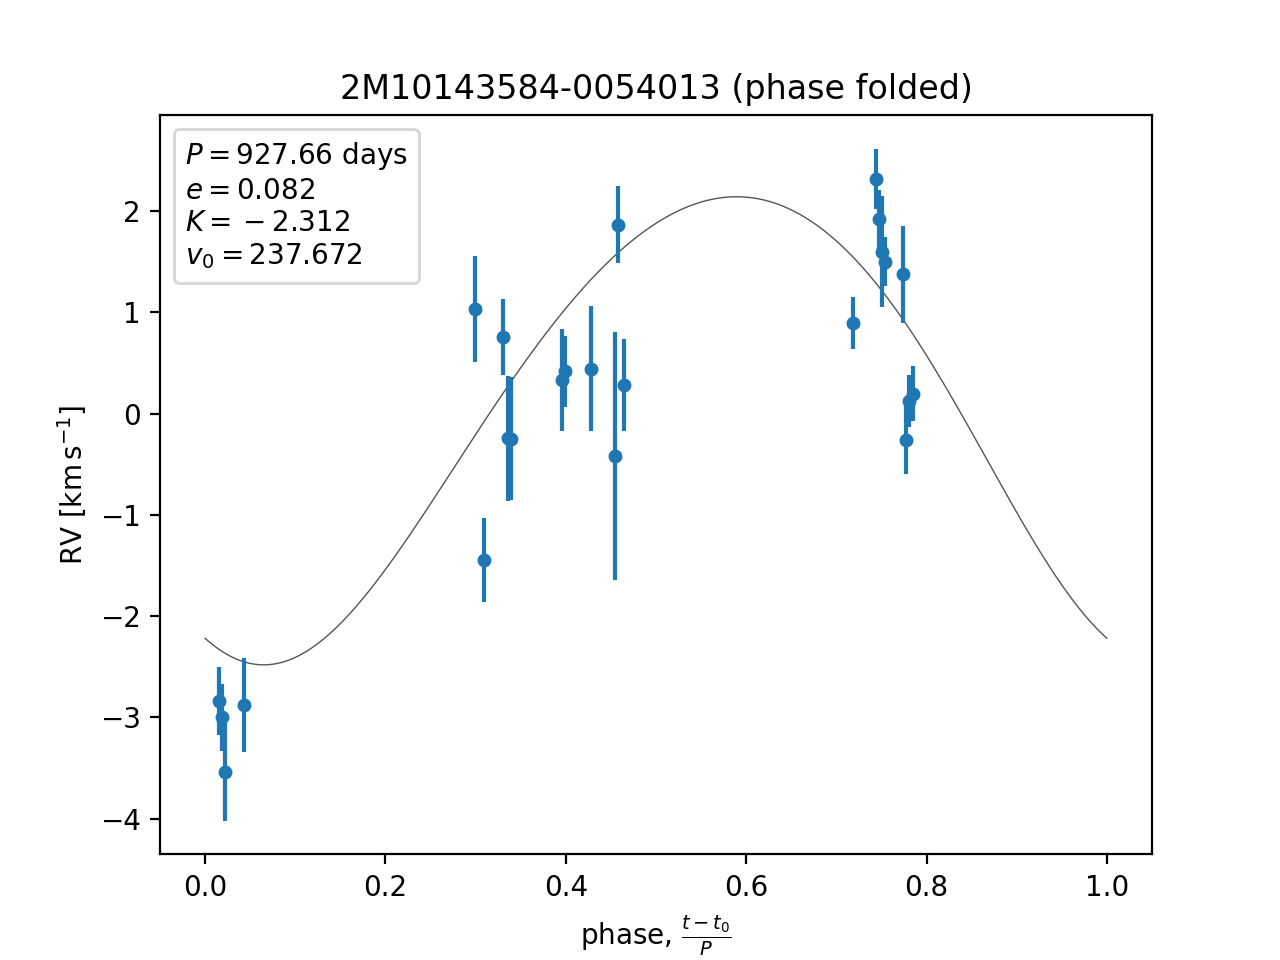 2M10143584-0054013 (phase folded)
P = 927.66 days
e = 0.082
K = −2.312
v₀ = 237.672
RV [km s⁻¹]
2
1
0
−1
−2
−3
−4
0.0 0.2 0.4 0.6 0.8 1.0
phase, (t − t₀)/P